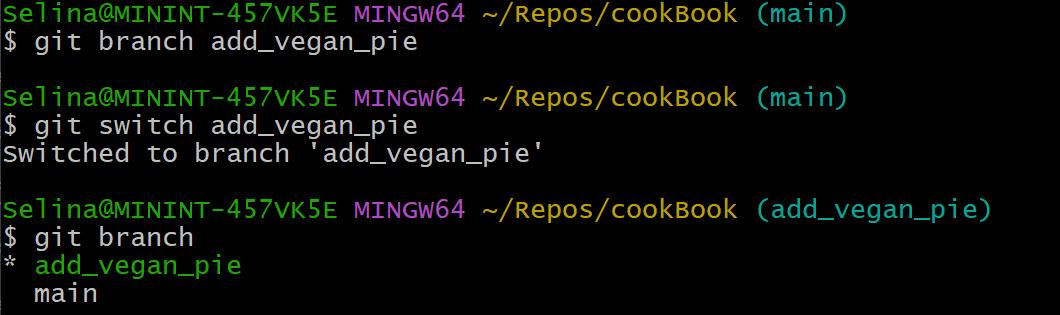 Selina@MININT-457VK5E MINGW64 ~/Repos/cookBook (main)
$ git branch add_vegan_pie
Selina@MININT-457VK5E MINGW64 ~/Repos/cookBook (main)
$ git switch add_vegan_pie
Switched to branch 'add_vegan_pie'
Selina@MININT-457VK5E MINGW64 ~/Repos/cookBook (add_vegan_pie)
$ git branch
* add_vegan_pie
  main